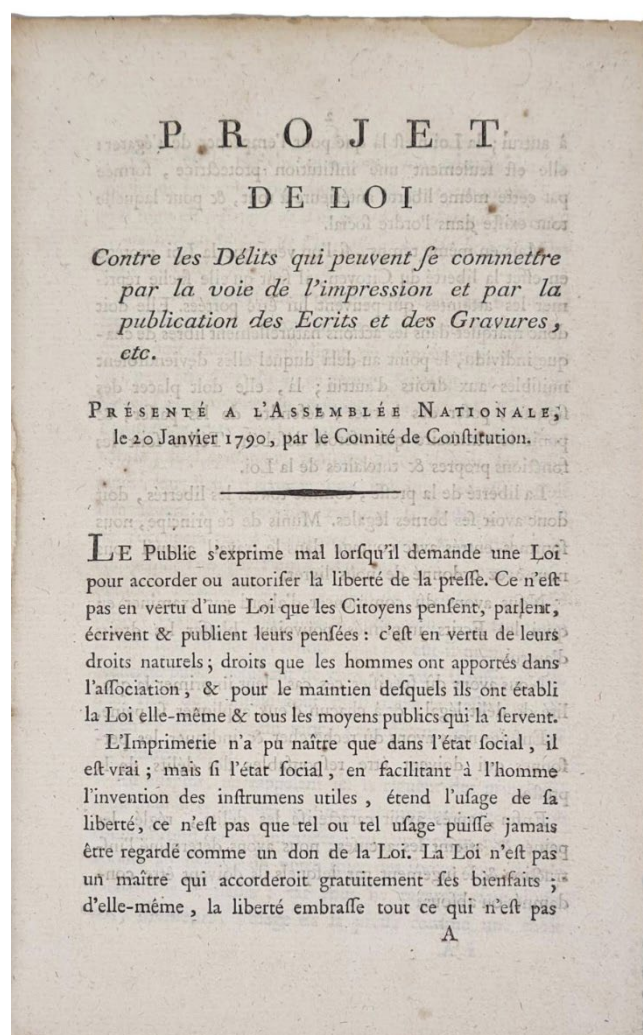 PROJET
DE LOI
Contre les Délits qui peuvent ſe commettre
par la voie de l'impreſſion et par la
publication des Ecrits et des Gravures,
etc.
PRÉSENTÉ A L'ASSEMBLÉE NATIONALE,
le 20 Janvier 1790, par le Comité de Conſtitution.
LE Public s'exprime mal lorſqu'il demande une Loi
pour accorder ou autoriſer la liberté de la preſſe. Ce n'eſt
pas en vertu d'une Loi que les Citoyens penſent, parlent,
écrivent & publient leurs penſées : c'eſt en vertu de leurs
droits naturels ; droits que les hommes ont apportés dans
l'aſſociation, & pour le maintien deſquels ils ont établi
la Loi elle-même & tous les moyens publics qui la ſervent.
L'Imprimerie n'a pu naître que dans l'état ſocial, il
eſt vrai ; mais ſi l'état ſocial, en facilitant à l'homme
l'invention des inſtrumens utiles, étend l'uſage de ſa
liberté, ce n'eſt pas que tel ou tel uſage puiſſe jamais
être regardé comme un don de la Loi. La Loi n'eſt pas
un maître qui accorderoit gratuitement ſes bienfaits ;
d'elle-même, la liberté embraſſe tout ce qui n'eſt pas
A